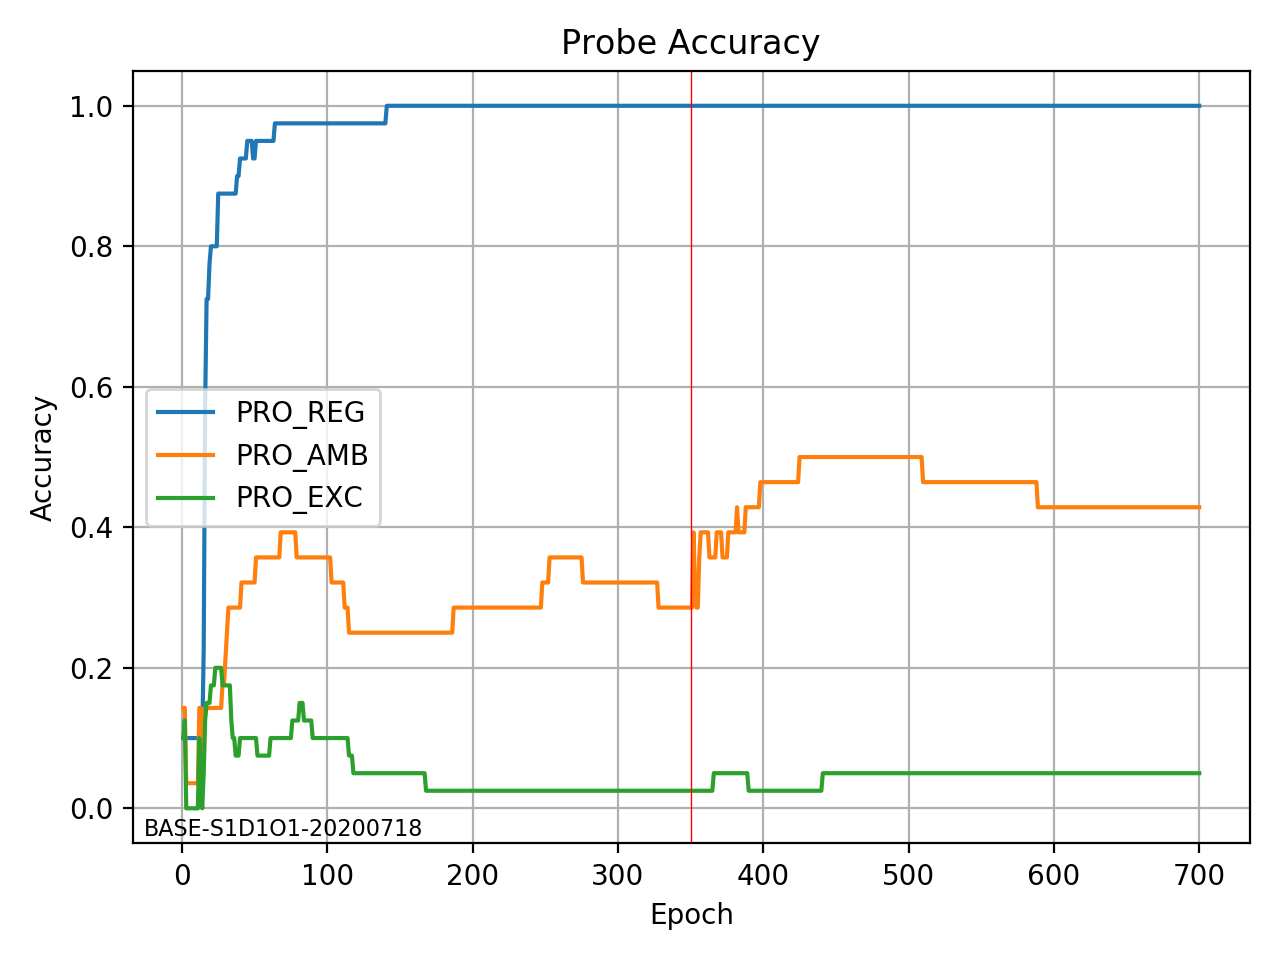 Probe Accuracy
1.0
0.8
0.6
0.4
0.2
0.0
Accuracy
PRO_REG
PRO_AMB
PRO_EXC
BASE-S1D1O1-20200718
0 100 200 300 400 500 600 700
Epoch